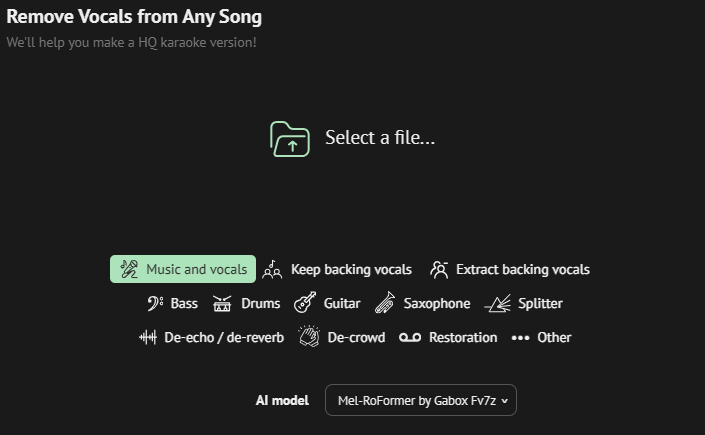 Remove Vocals from Any Song
We'll help you make a HQ karaoke version!
Select a file...
Music and vocals Keep backing vocals Extract backing vocals
Bass Drums Guitar Saxophone Splitter
De-echo / de-reverb De-crowd Restoration Other
AI model Mel-RoFormer by Gabox Fv7z